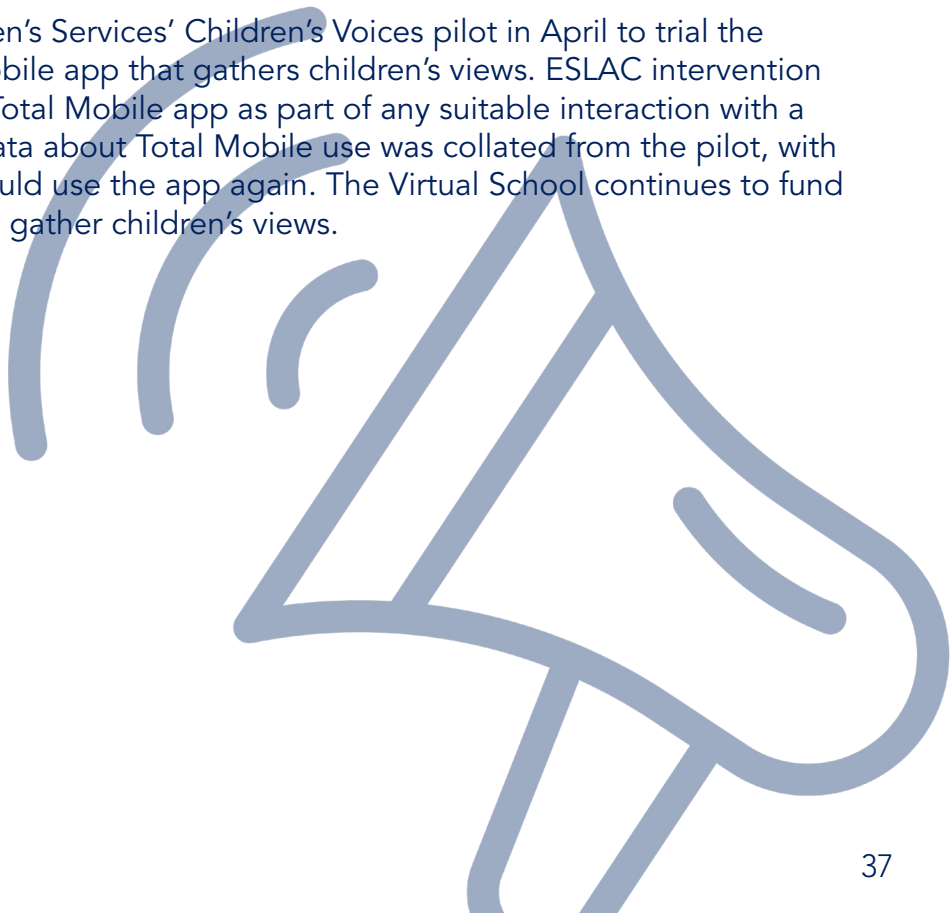 en's Services' Children's Voices pilot in April to trial the
obile app that gathers children's views. ESLAC intervention
Total Mobile app as part of any suitable interaction with a
ata about Total Mobile use was collated from the pilot, with
ould use the app again. The Virtual School continues to fund
gather children's views.
37